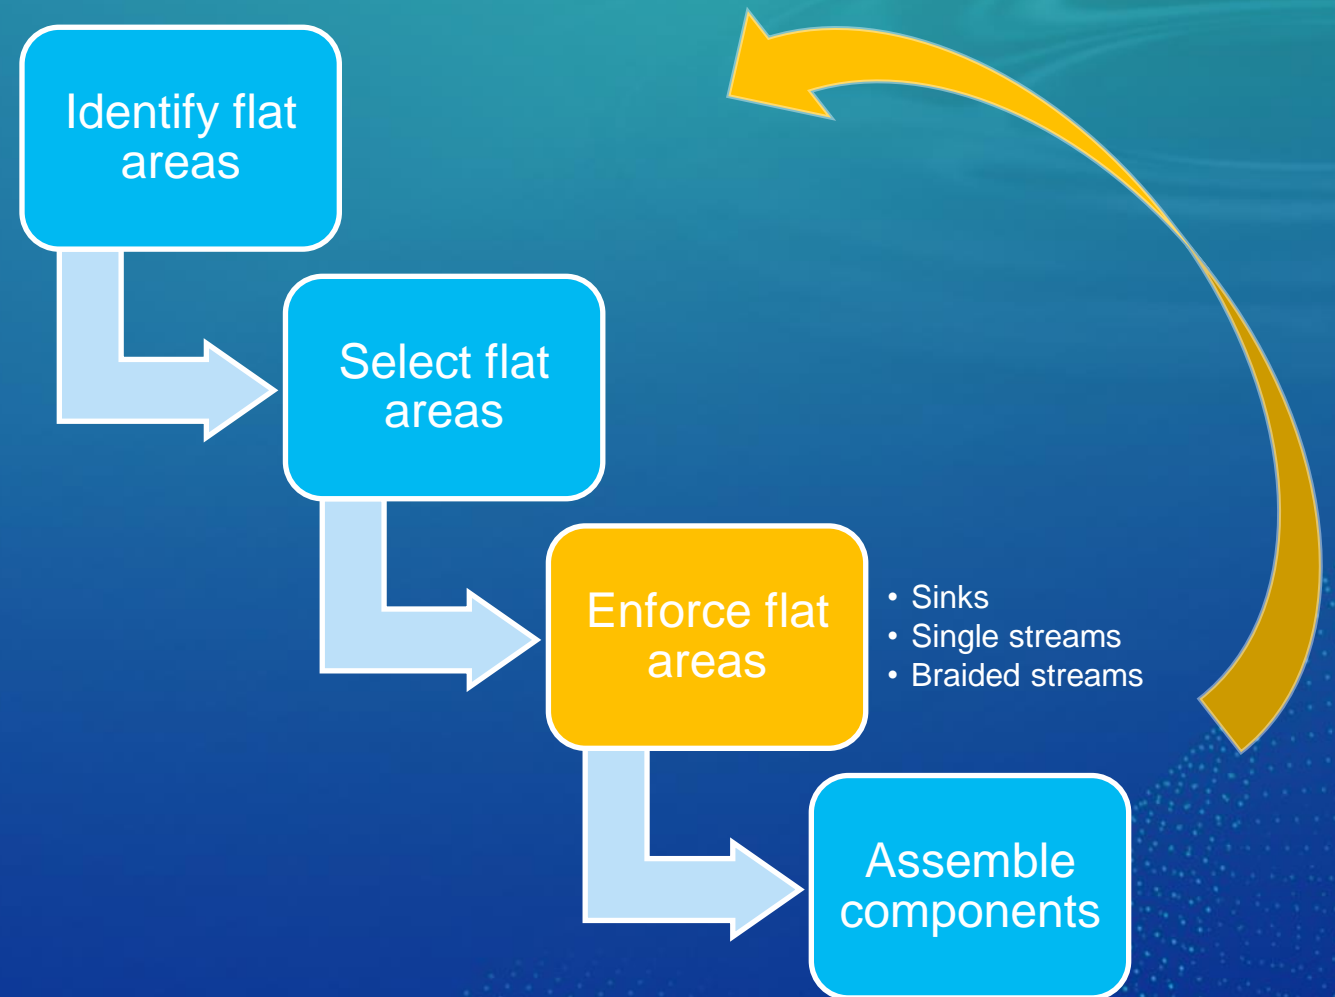 Identify flat
areas
Select flat
areas
Enforce flat
areas
• Sinks
• Single streams
• Braided streams
Assemble
components